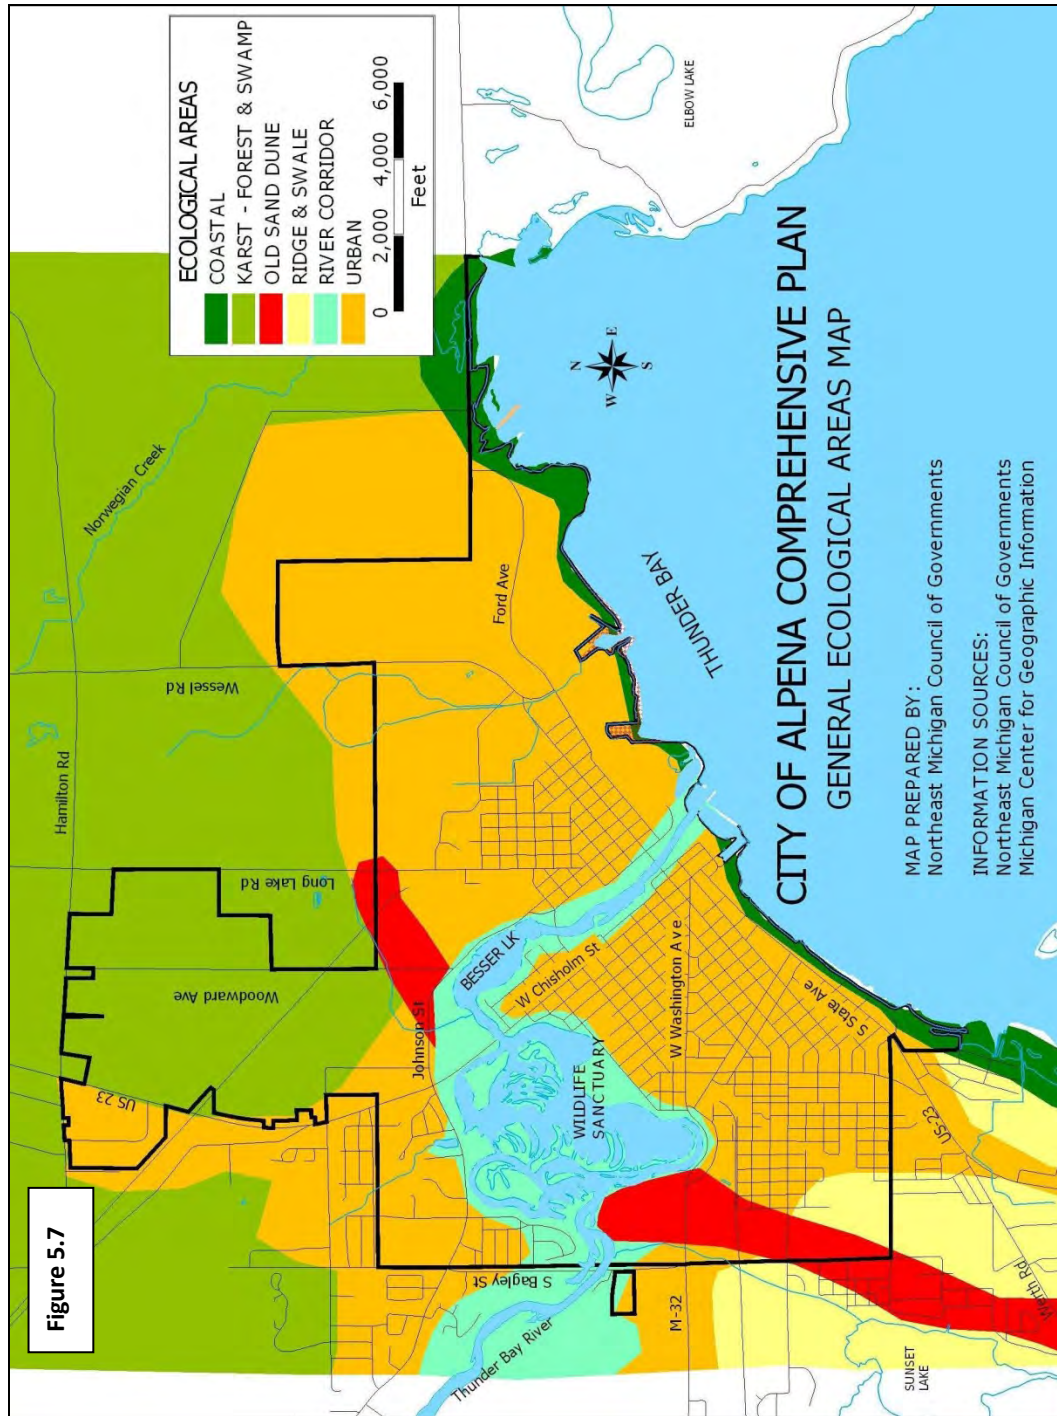 Figure 5.7
ECOLOGICAL AREAS
COASTAL
KARST - FOREST & SWAMP
OLD SAND DUNE
RIDGE & SWALE
RIVER CORRIDOR
URBAN
0 2,000 4,000 6,000
Feet
Hamilton Rd
Norwegian Creek
Wessel Rd
Long Lake Rd
Woodward Ave
US 23
Johnson St
Ford Ave
ELBOW LAKE
N
W E
S
THUNDER BAY
BESSER LK
W Chisholm St
WILDLIFE
SANCTUARY
W Washington Ave
S State Ave
S Bagley St
Thunder Bay River
M-32
US-23
Werth Rd
SUNSET
LAKE
CITY OF ALPENA COMPREHENSIVE PLAN
GENERAL ECOLOGICAL AREAS MAP
MAP PREPARED BY:
Northeast Michigan Council of Governments
INFORMATION SOURCES:
Northeast Michigan Council of Governments
Michigan Center for Geographic Information